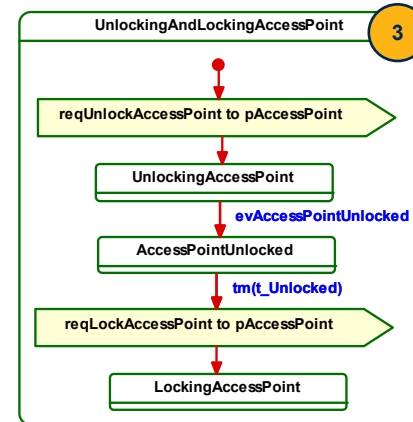 UnlockingAndLockingAccessPoint
3
reqUnlockAccessPoint to pAccessPoint
UnlockingAccessPoint
evAccessPointUnlocked
AccessPointUnlocked
tm(t_Unlocked)
reqLockAccessPoint to pAccessPoint
LockingAccessPoint